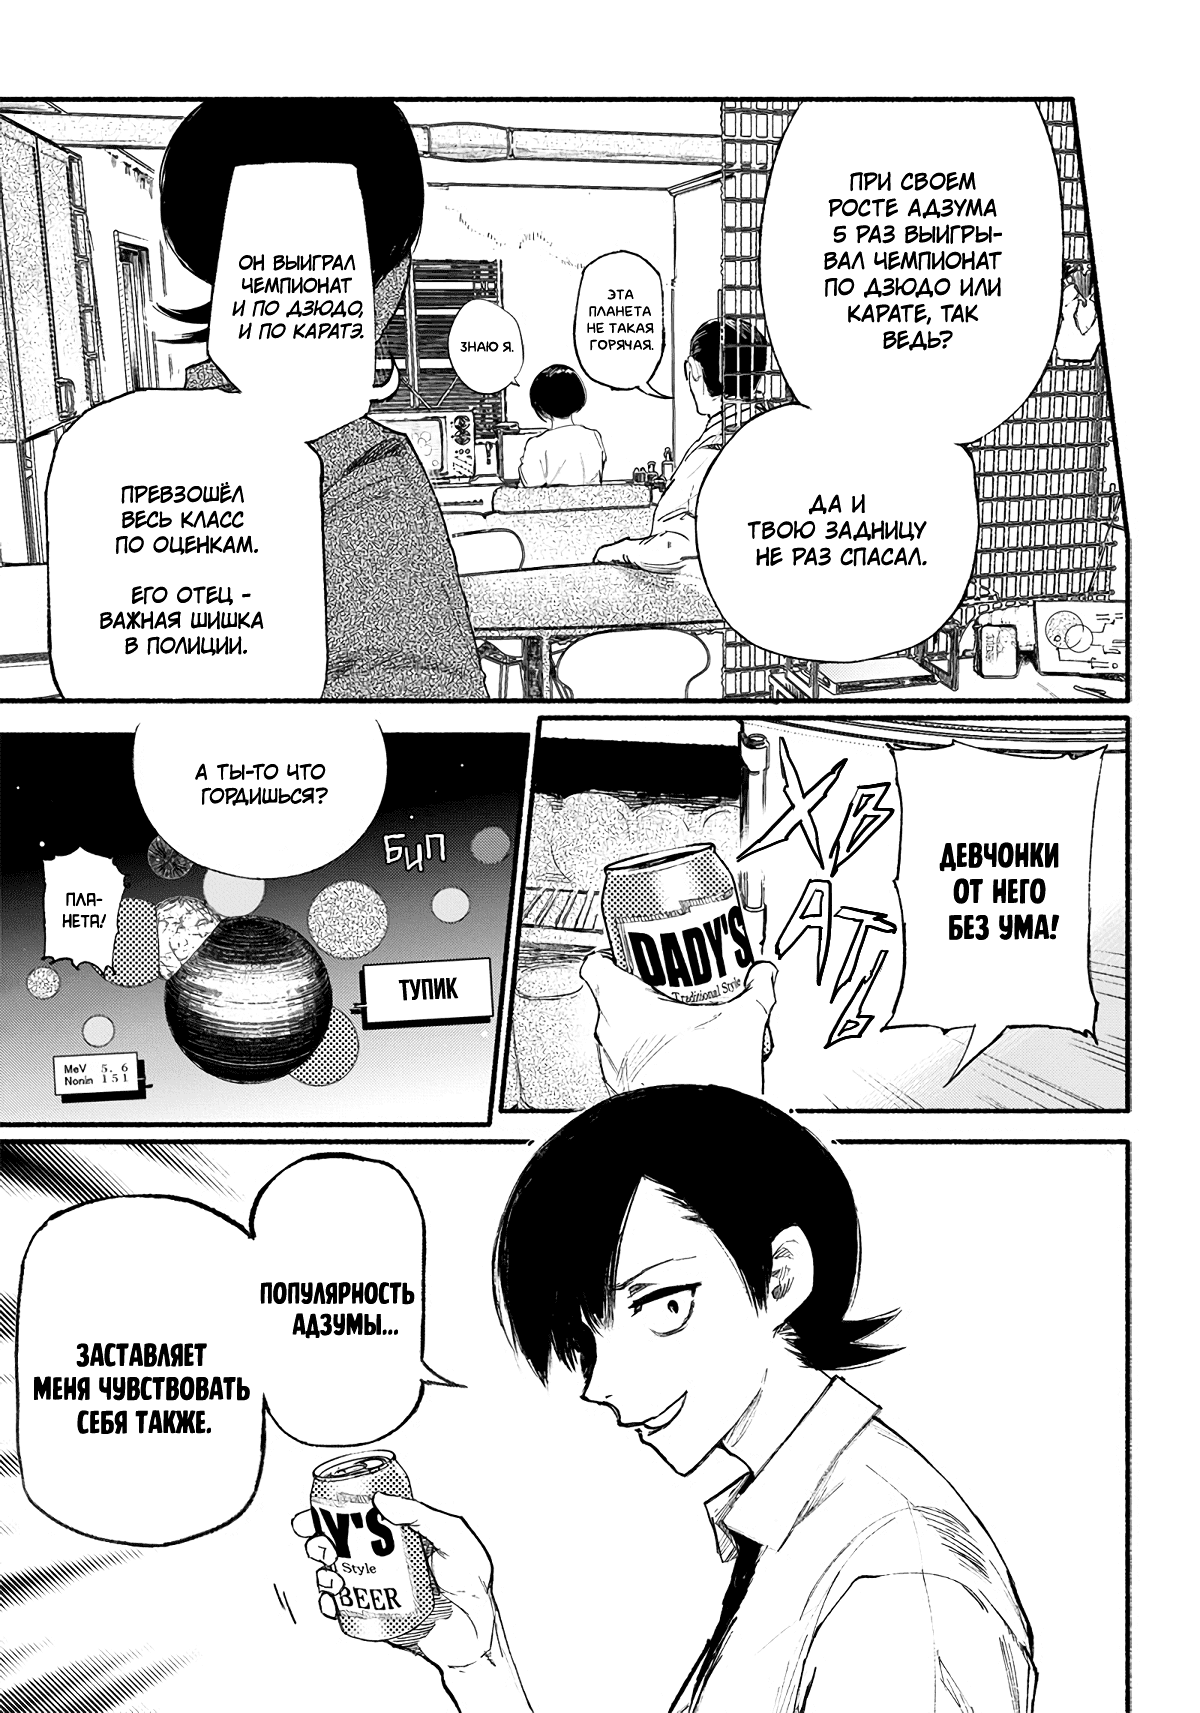 ПРИ СВОЕМ
РОСТЕ АДЗУМА
5 РАЗ ВЫИГРЫ-
ВАЛ ЧЕМПИОНАТ
ПО ДЗЮДО ИЛИ
КАРАТЕ, ТАК
ВЕДЬ?
ДА И
ТВОЮ ЗАДНИЦУ
НЕ РАЗ СПАСАЛ.
ЭТА
ПЛАНЕТА
НЕ ТАКАЯ
ГОРЯЧАЯ.
ЗНАЮ Я.
ОН ВЫИГРАЛ
ЧЕМПИОНАТ
И ПО ДЗЮДО,
И ПО КАРАТЭ.
ПРЕВЗОШЁЛ
ВЕСЬ КЛАСС
ПО ОЦЕНКАМ.
ЕГО ОТЕЦ -
ВАЖНАЯ ШИШКА
В ПОЛИЦИИ.
ДЕВЧОНКИ
ОТ НЕГО
БЕЗ УМА!
ХВ
АТЬ
DADY'S
Traditional Style
А ТЫ-ТО ЧТО
ГОРДИШЬСЯ?
БИП
ТУПИК
ПЛА-
НЕТА!
MeV 5. 6
Nonin 151
ПОПУЛЯРНОСТЬ
АДЗУМЫ...
ЗАСТАВЛЯЕТ
МЕНЯ ЧУВСТВОВАТЬ
СЕБЯ ТАКЖЕ.
DY'S
Style
BEER